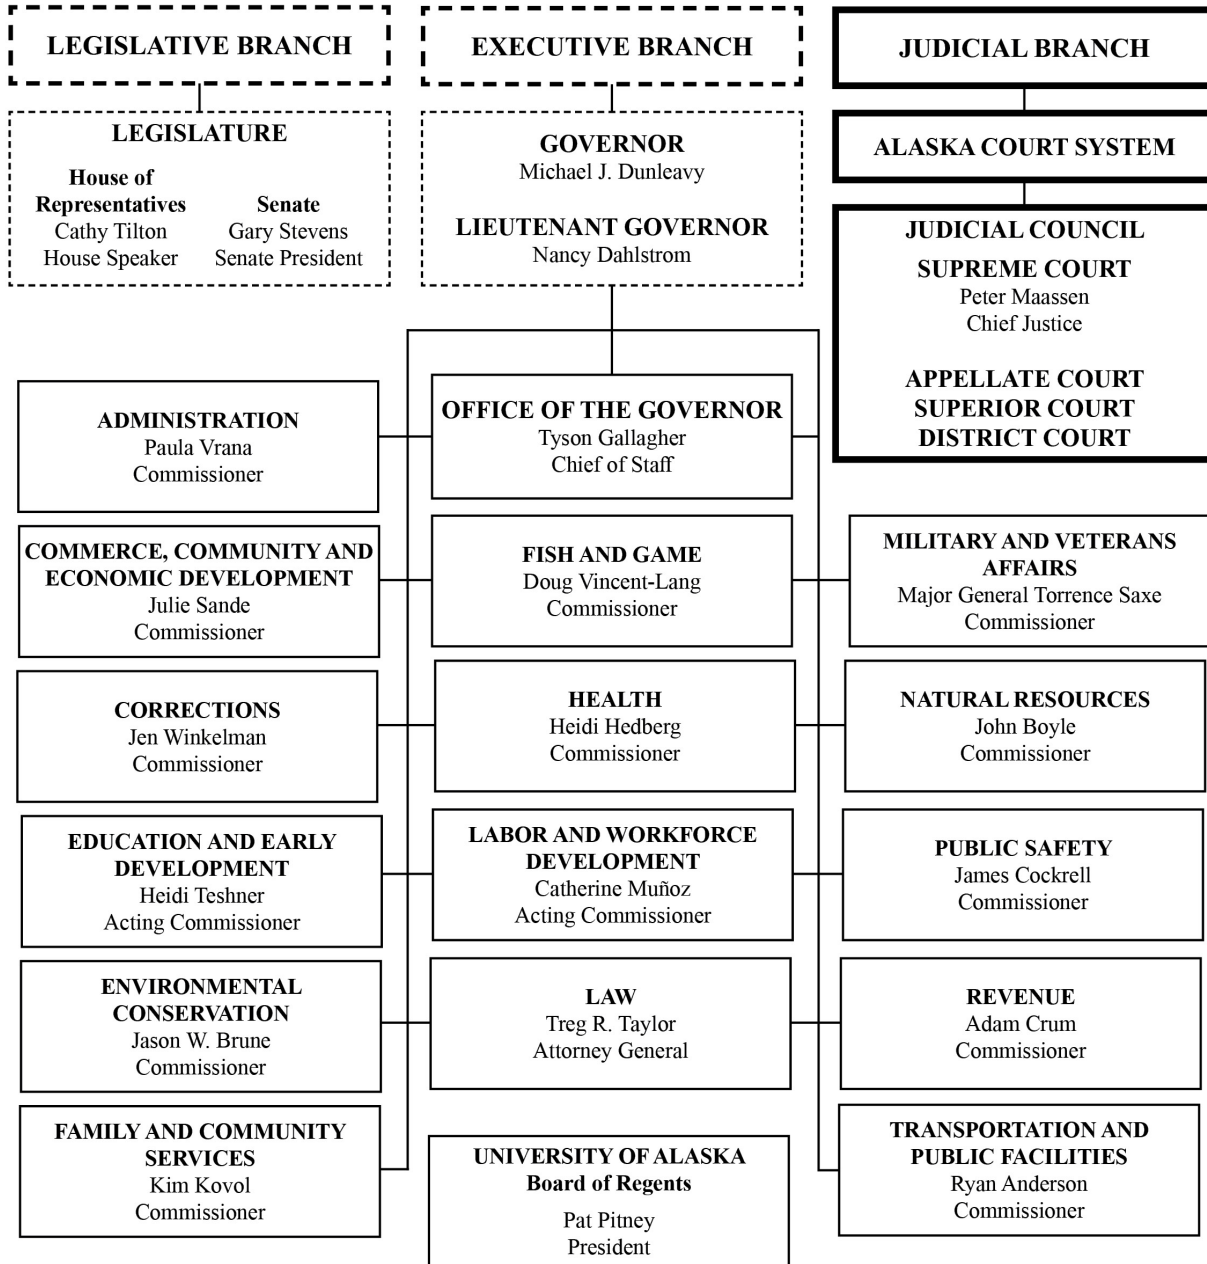 LEGISLATIVE BRANCH
LEGISLATURE
House of
Representatives
Cathy Tilton
House Speaker
Senate
Gary Stevens
Senate President
EXECUTIVE BRANCH
GOVERNOR
Michael J. Dunleavy
LIEUTENANT GOVERNOR
Nancy Dahlstrom
JUDICIAL BRANCH
ALASKA COURT SYSTEM
JUDICIAL COUNCIL
SUPREME COURT
Peter Maassen
Chief Justice
APPELLATE COURT
SUPERIOR COURT
DISTRICT COURT
ADMINISTRATION
Paula Vrana
Commissioner
OFFICE OF THE GOVERNOR
Tyson Gallagher
Chief of Staff
COMMERCE, COMMUNITY AND
ECONOMIC DEVELOPMENT
Julie Sande
Commissioner
FISH AND GAME
Doug Vincent-Lang
Commissioner
MILITARY AND VETERANS
AFFAIRS
Major General Torrence Saxe
Commissioner
CORRECTIONS
Jen Winkelman
Commissioner
HEALTH
Heidi Hedberg
Commissioner
NATURAL RESOURCES
John Boyle
Commissioner
EDUCATION AND EARLY
DEVELOPMENT
Heidi Teshner
Acting Commissioner
LABOR AND WORKFORCE
DEVELOPMENT
Catherine Muñoz
Acting Commissioner
PUBLIC SAFETY
James Cockrell
Commissioner
ENVIRONMENTAL
CONSERVATION
Jason W. Brune
Commissioner
LAW
Treg R. Taylor
Attorney General
REVENUE
Adam Crum
Commissioner
FAMILY AND COMMUNITY
SERVICES
Kim Kovol
Commissioner
UNIVERSITY OF ALASKA
Board of Regents
Pat Pitney
President
TRANSPORTATION AND
PUBLIC FACILITIES
Ryan Anderson
Commissioner